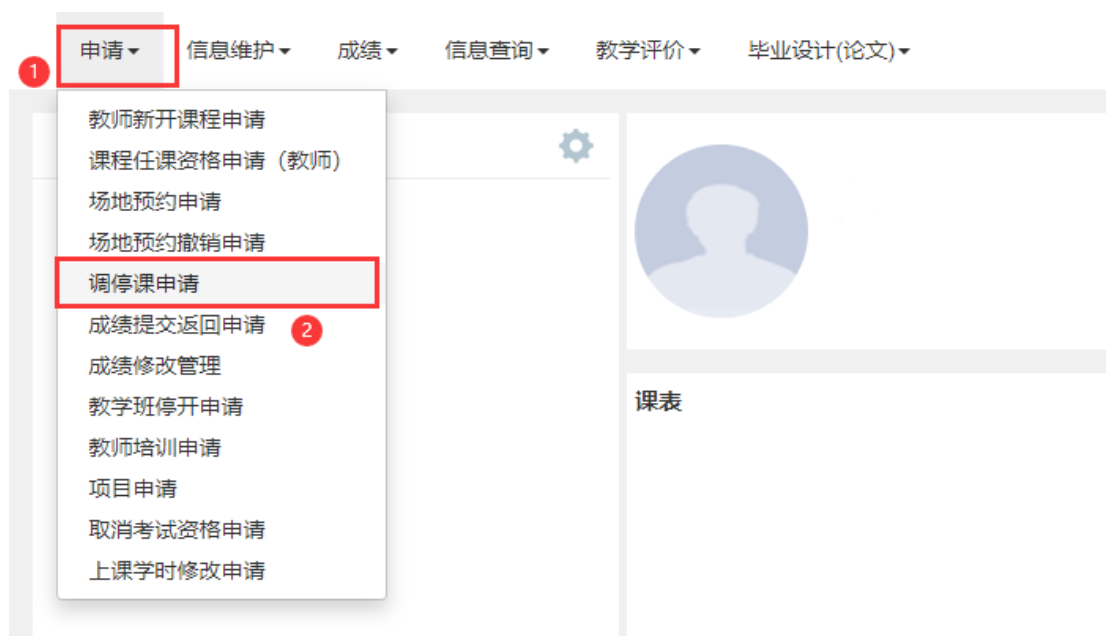 申请 信息维护 成绩 信息查询 教学评价 毕业设计(论文)
1
教师新开课程申请
课程任课资格申请（教师）
场地预约申请
场地预约撤销申请
调停课申请
成绩提交返回申请 2
成绩修改管理
教学班停开申请
教师培训申请
项目申请
取消考试资格申请
上课学时修改申请
课表